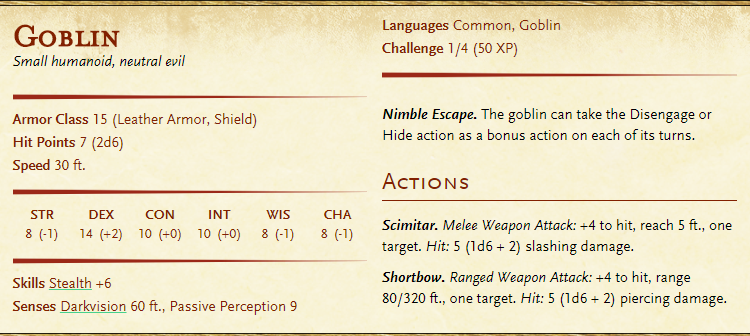 Goblin
Small humanoid, neutral evil
Armor Class 15 (Leather Armor, Shield)
Hit Points 7 (2d6)
Speed 30 ft.
STR DEX CON INT WIS CHA
8 (-1) 14 (+2) 10 (+0) 10 (+0) 8 (-1) 8 (-1)
Skills Stealth +6
Senses Darkvision 60 ft., Passive Perception 9
Languages Common, Goblin
Challenge 1/4 (50 XP)
Nimble Escape. The goblin can take the Disengage or
Hide action as a bonus action on each of its turns.
Actions
Scimitar. Melee Weapon Attack: +4 to hit, reach 5 ft., one
target. Hit: 5 (1d6 + 2) slashing damage.
Shortbow. Ranged Weapon Attack: +4 to hit, range
80/320 ft., one target. Hit: 5 (1d6 + 2) piercing damage.